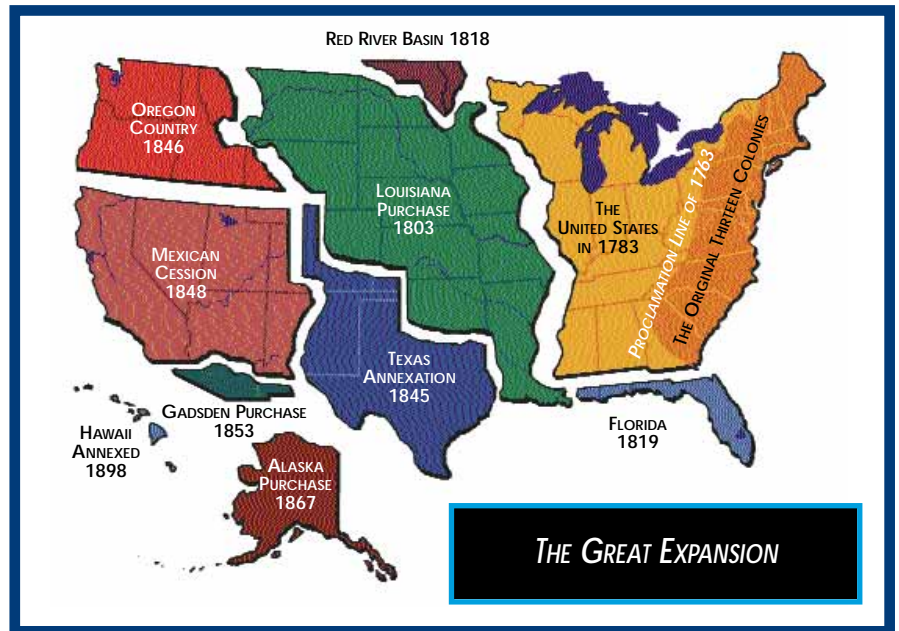 RED RIVER BASIN 1818
OREGON
COUNTRY
1846
LOUISIANA
PURCHASE
1803
THE
UNITED STATES
IN 1783
PROCLAMATION LINE OF 1763
THE ORIGINAL THIRTEEN COLONIES
MEXICAN
CESSION
1848
TEXAS
ANNEXATION
1845
GADSDEN PURCHASE
1853
FLORIDA
1819
HAWAII
ANNEXED
1898
ALASKA
PURCHASE
1867
THE GREAT EXPANSION